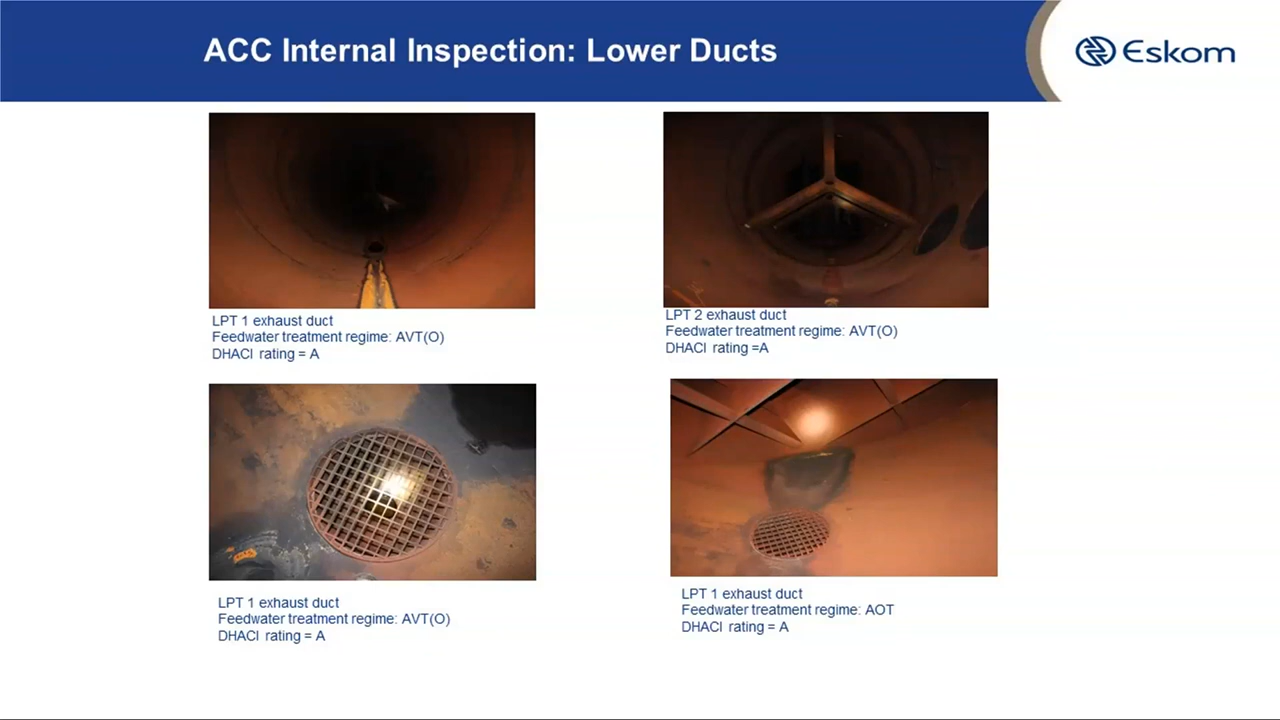 ACC Internal Inspection: Lower Ducts
Eskom
LPT 1 exhaust duct
Feedwater treatment regime: AVT(O)
DHACI rating = A
LPT 2 exhaust duct
Feedwater treatment regime: AVT(O)
DHACI rating =A
LPT 1 exhaust duct
Feedwater treatment regime: AVT(O)
DHACI rating = A
LPT 1 exhaust duct
Feedwater treatment regime: AOT
DHACI rating = A